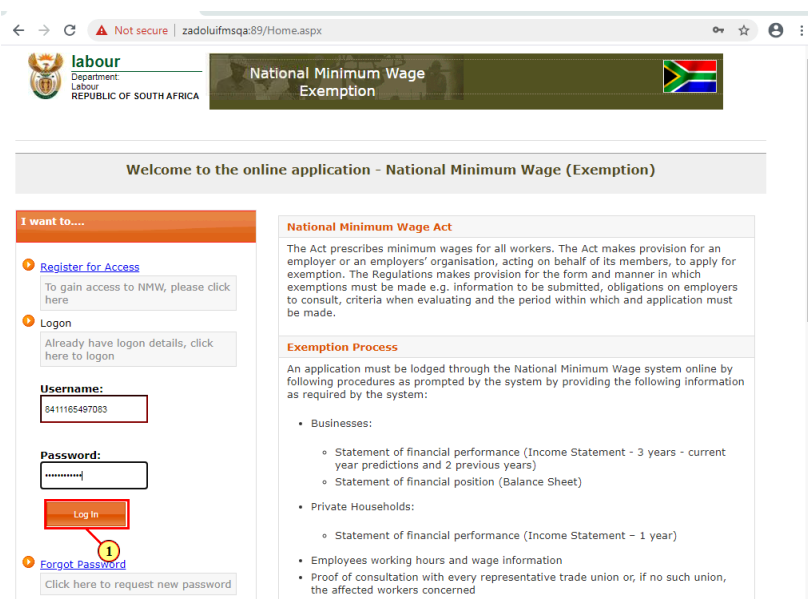 Not secure | zadoluifmsqa:89/Home.aspx
labour
Department:
Labour
REPUBLIC OF SOUTH AFRICA
National Minimum Wage
Exemption
Welcome to the online application - National Minimum Wage (Exemption)
I want to....
Register for Access
To gain access to NMW, please click
here
Logon
Already have logon details, click
here to logon
Username:
8411165497083
Password:
Log In
1
Forgot Password
Click here to request new password
National Minimum Wage Act
The Act prescribes minimum wages for all workers. The Act makes provision for an
employer or an employers' organisation, acting on behalf of its members, to apply for
exemption. The Regulations makes provision for the form and manner in which
exemptions must be made e.g. information to be submitted, obligations on employers
to consult, criteria when evaluating and the period within which and application must
be made.
Exemption Process
An application must be lodged through the National Minimum Wage system online by
following procedures as prompted by the system by providing the following information
as required by the system:
• Businesses:
Statement of financial performance (Income Statement - 3 years - current
year predictions and 2 previous years)
Statement of financial position (Balance Sheet)
• Private Households:
Statement of financial performance (Income Statement – 1 year)
• Employees working hours and wage information
• Proof of consultation with every representative trade union or, if no such union,
the affected workers concerned